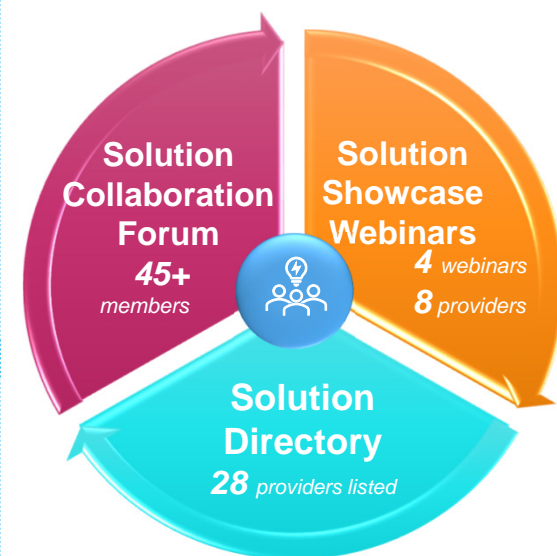 Solution
Collaboration
Forum
45+
members
Solution
Showcase
Webinars
4 webinars
8 providers
Solution
Directory
28 providers listed